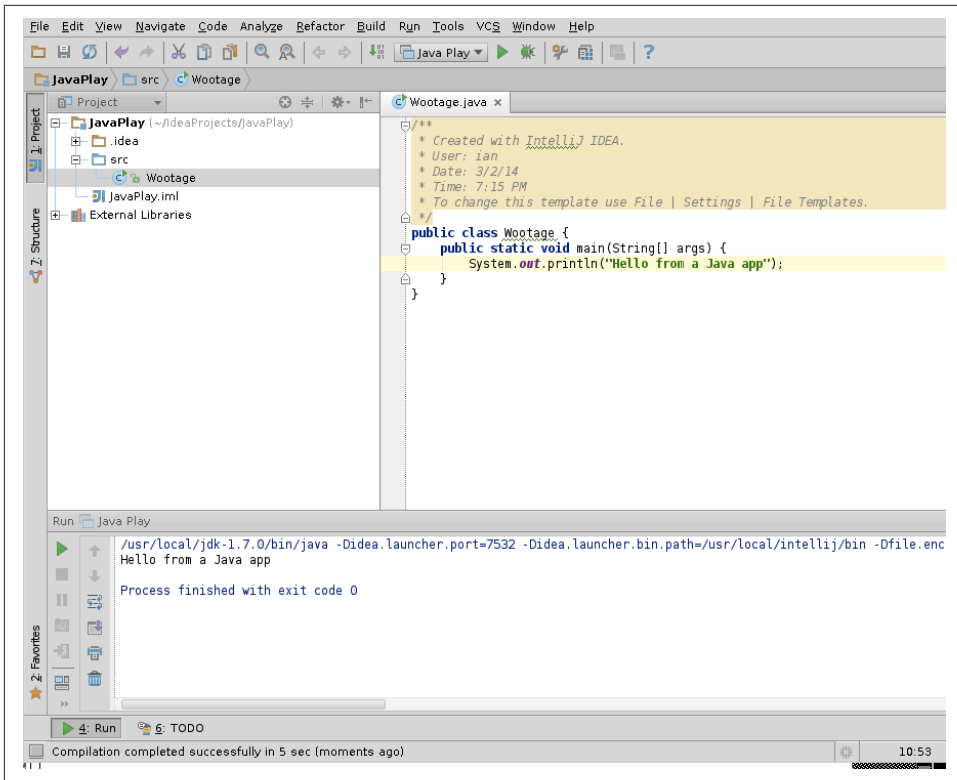 File Edit View Navigate Code Analyze Refactor Build Run Tools VCS Window Help
Java Play
JavaPlay src Wootage
Project
Wootage.java
1: Project
7: Structure
2: Favorites
JavaPlay (~/IdeaProjects/JavaPlay)
.idea
src
Wootage
JavaPlay.iml
External Libraries
/**
* Created with IntelliJ IDEA.
* User: ian
* Date: 3/2/14
* Time: 7:15 PM
* To change this template use File | Settings | File Templates.
*/
public class Wootage {
public static void main(String[] args) {
System.out.println("Hello from a Java app");
}
}
Run Java Play
/usr/local/jdk-1.7.0/bin/java -Didea.launcher.port=7532 -Didea.launcher.bin.path=/usr/local/intellij/bin -Dfile.enc
Hello from a Java app
Process finished with exit code 0
4: Run 6: TODO
Compilation completed successfully in 5 sec (moments ago) 10:53